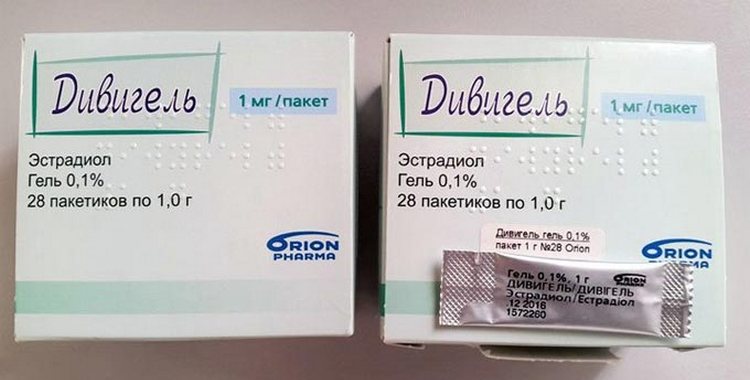 Дивигель
1 мг/пакет
Эстрадиол
Гель 0,1%
28 пакетиков по 1,0 г
ORION
PHARMA
Дивигель
1 мг/пакет
Эстрадиол
Гель 0,1%
28 пакетиков по 1,0 г
ORION
PHARMA
Дивигель гель 0,1%
пакет 1 г №28 Orion
Гель 0,1%, 1 г
ДИВИГЕЛЬ/ДИВІГЕЛЬ
Эстрадиол/Естрадіол
.12 2016
1572260
ORION
PHARMA